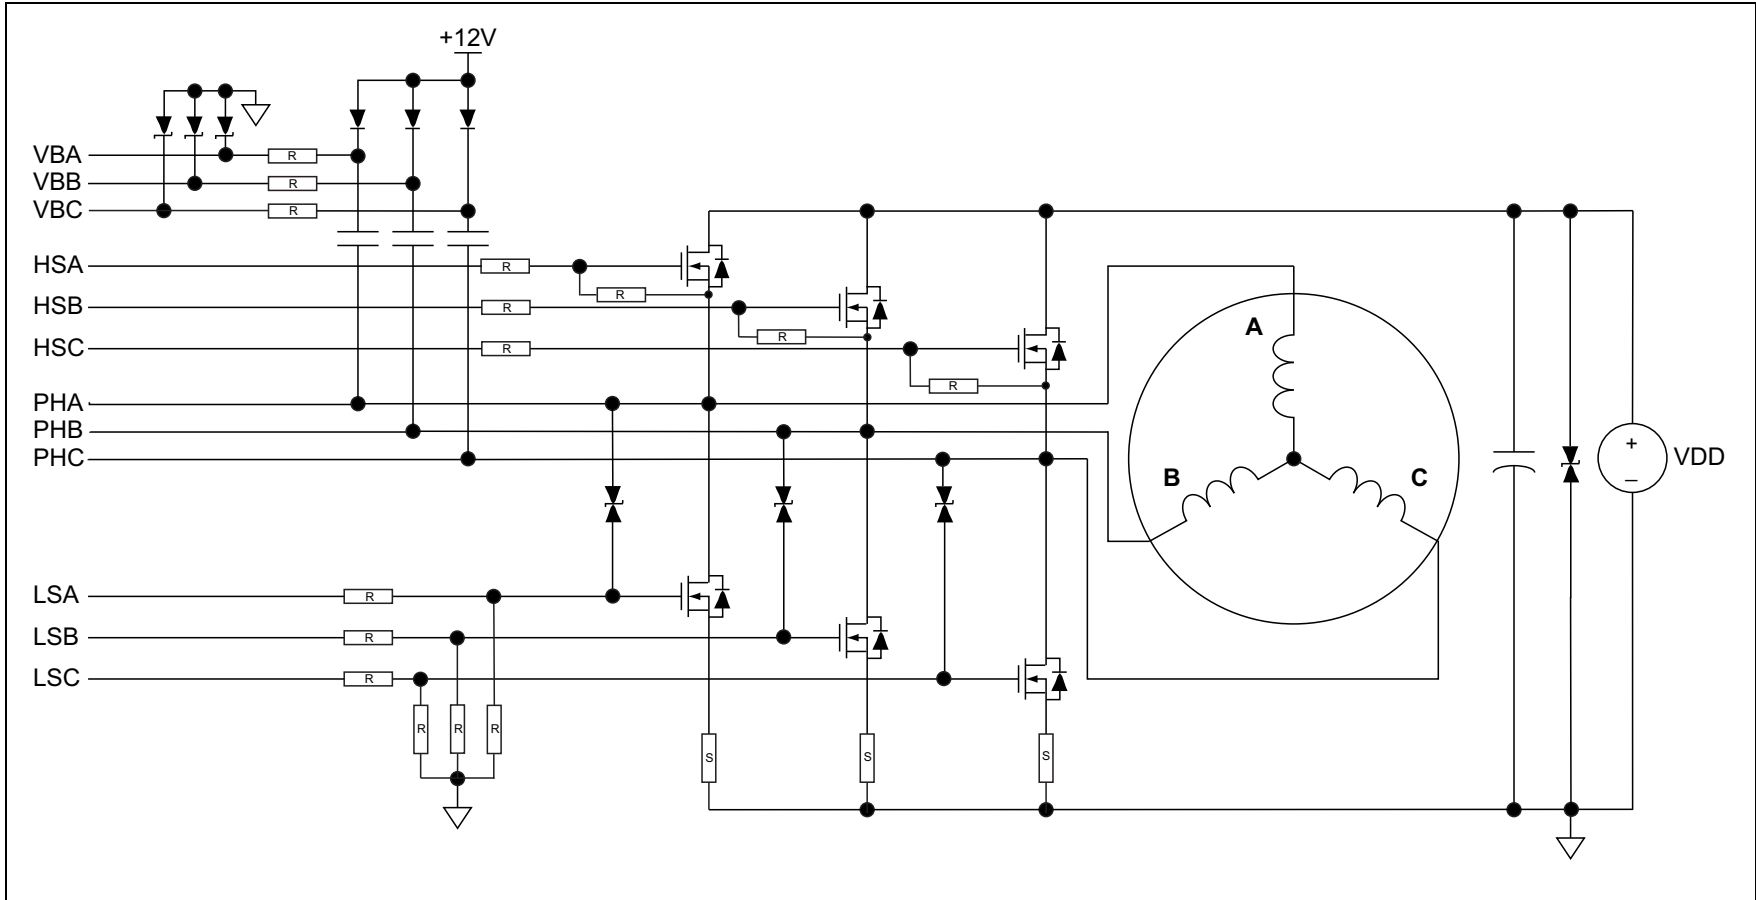 +12V
VBA R
VBB R
VBC R
HSA R
R
HSB R
R
HSC R
R
A
PHA
PHB
PHC
B
C
+
–
VDD
LSA R
LSB R
LSC R
R
R
R
S
S
S